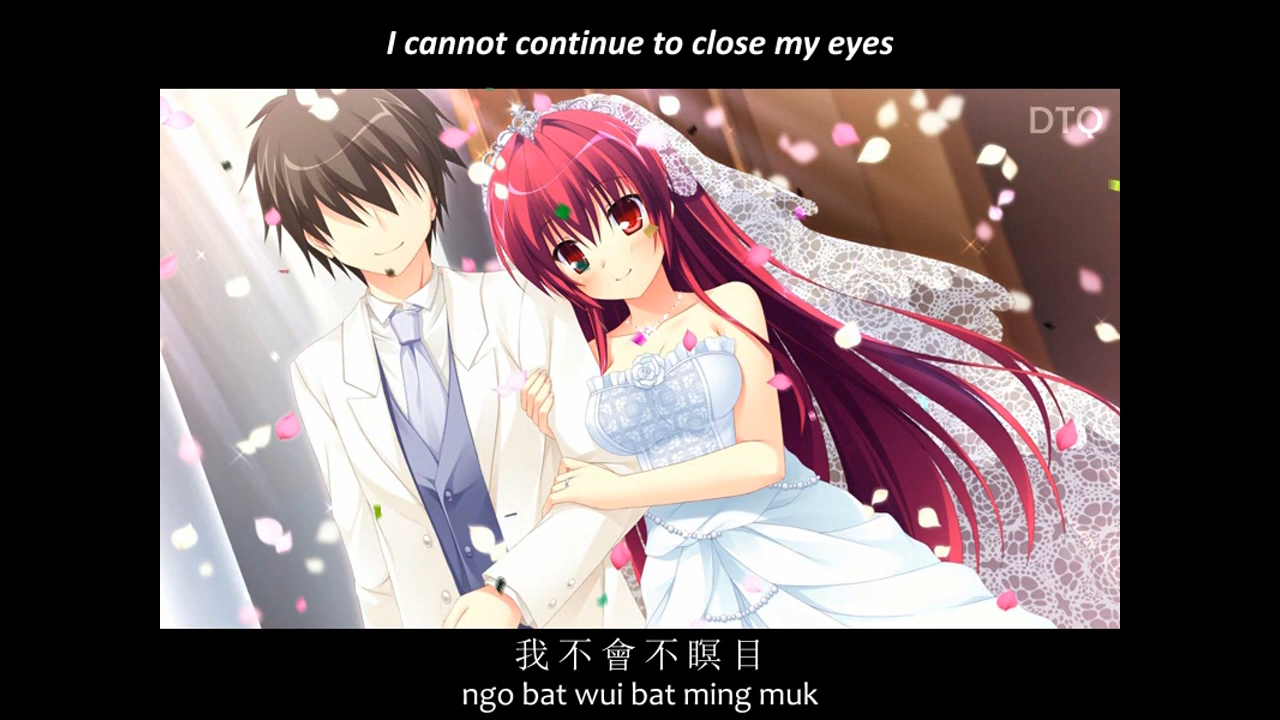 I cannot continue to close my eyes
DTQ
我不會不瞑目
ngo bat wui bat ming muk